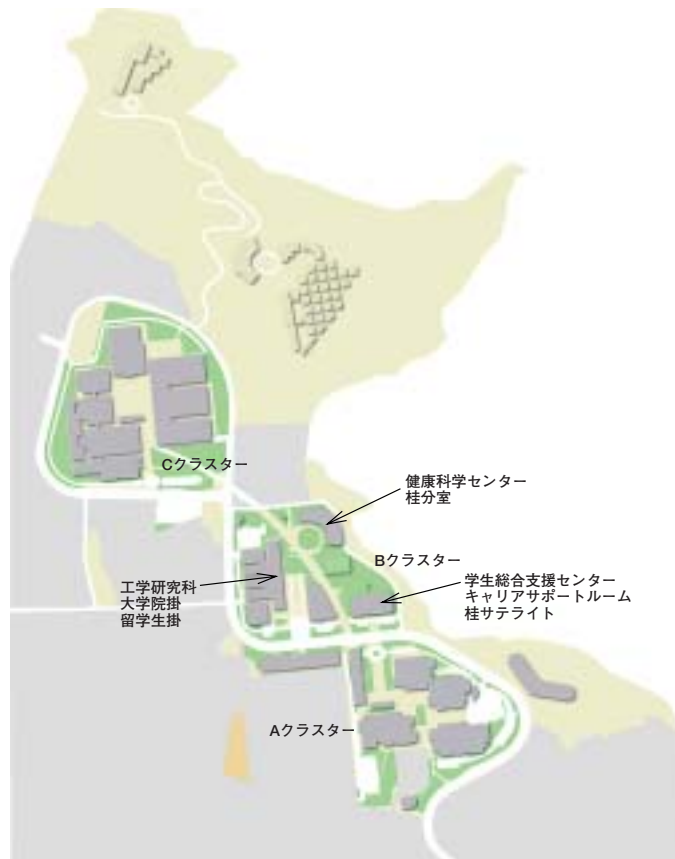 Cクラスター
健康科学センター
桂分室
Bクラスター
工学研究科
大学院掛
留学生掛
学生総合支援センター
キャリアサポートルーム
桂サテライト
Aクラスター